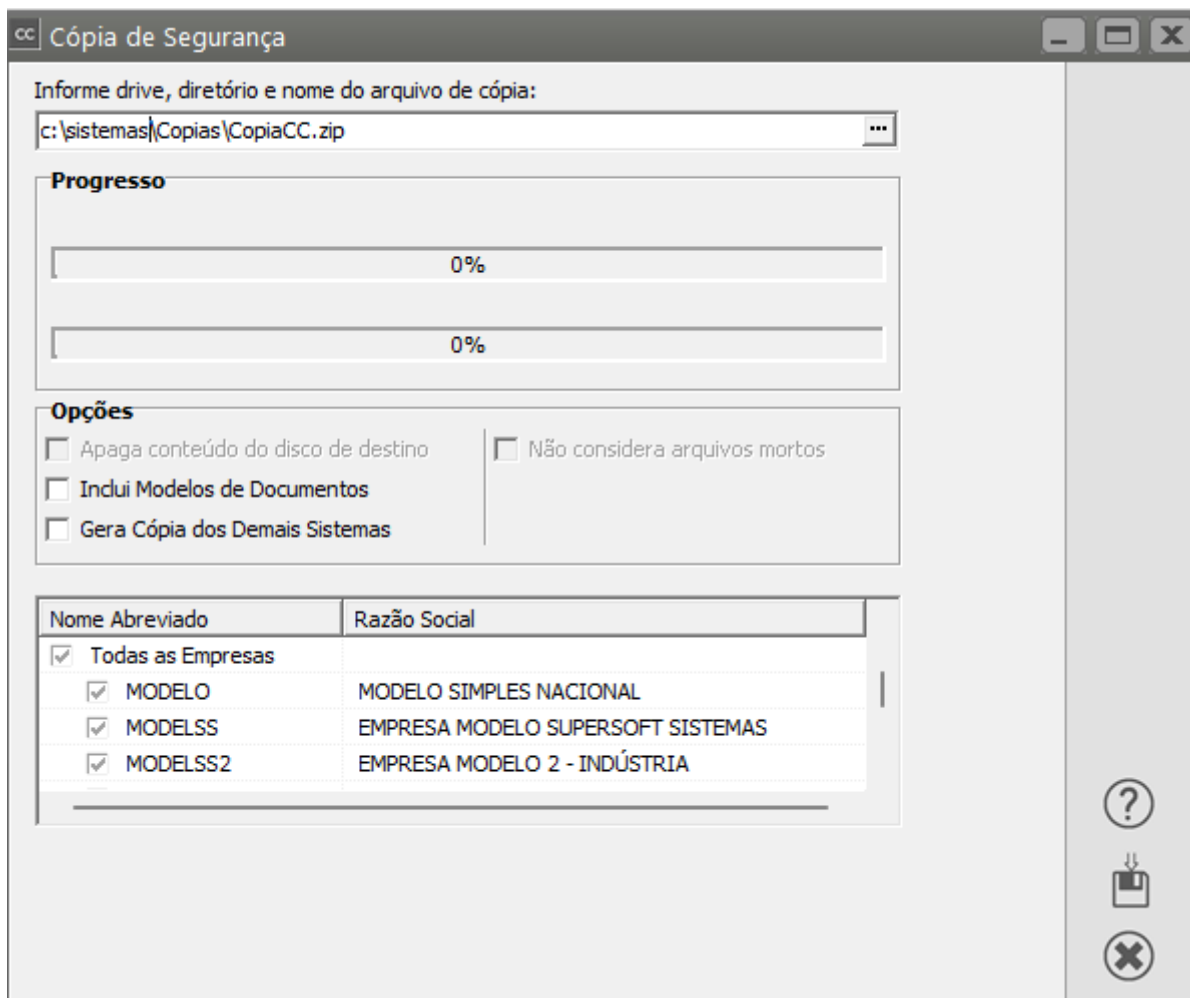 cc Cópia de Segurança
Informe drive, diretório e nome do arquivo de cópia:
c:\sistemas\Copias\CopiaCC.zip
...
Progresso
0%
0%
Opções
Apaga conteúdo do disco de destino
Não considera arquivos mortos
Inclui Modelos de Documentos
Gera Cópia dos Demais Sistemas
Nome Abreviado Razão Social
Todas as Empresas
MODELO MODELO SIMPLES NACIONAL
MODELSS EMPRESA MODELO SUPERSOFT SISTEMAS
MODELSS2 EMPRESA MODELO 2 - INDÚSTRIA
?